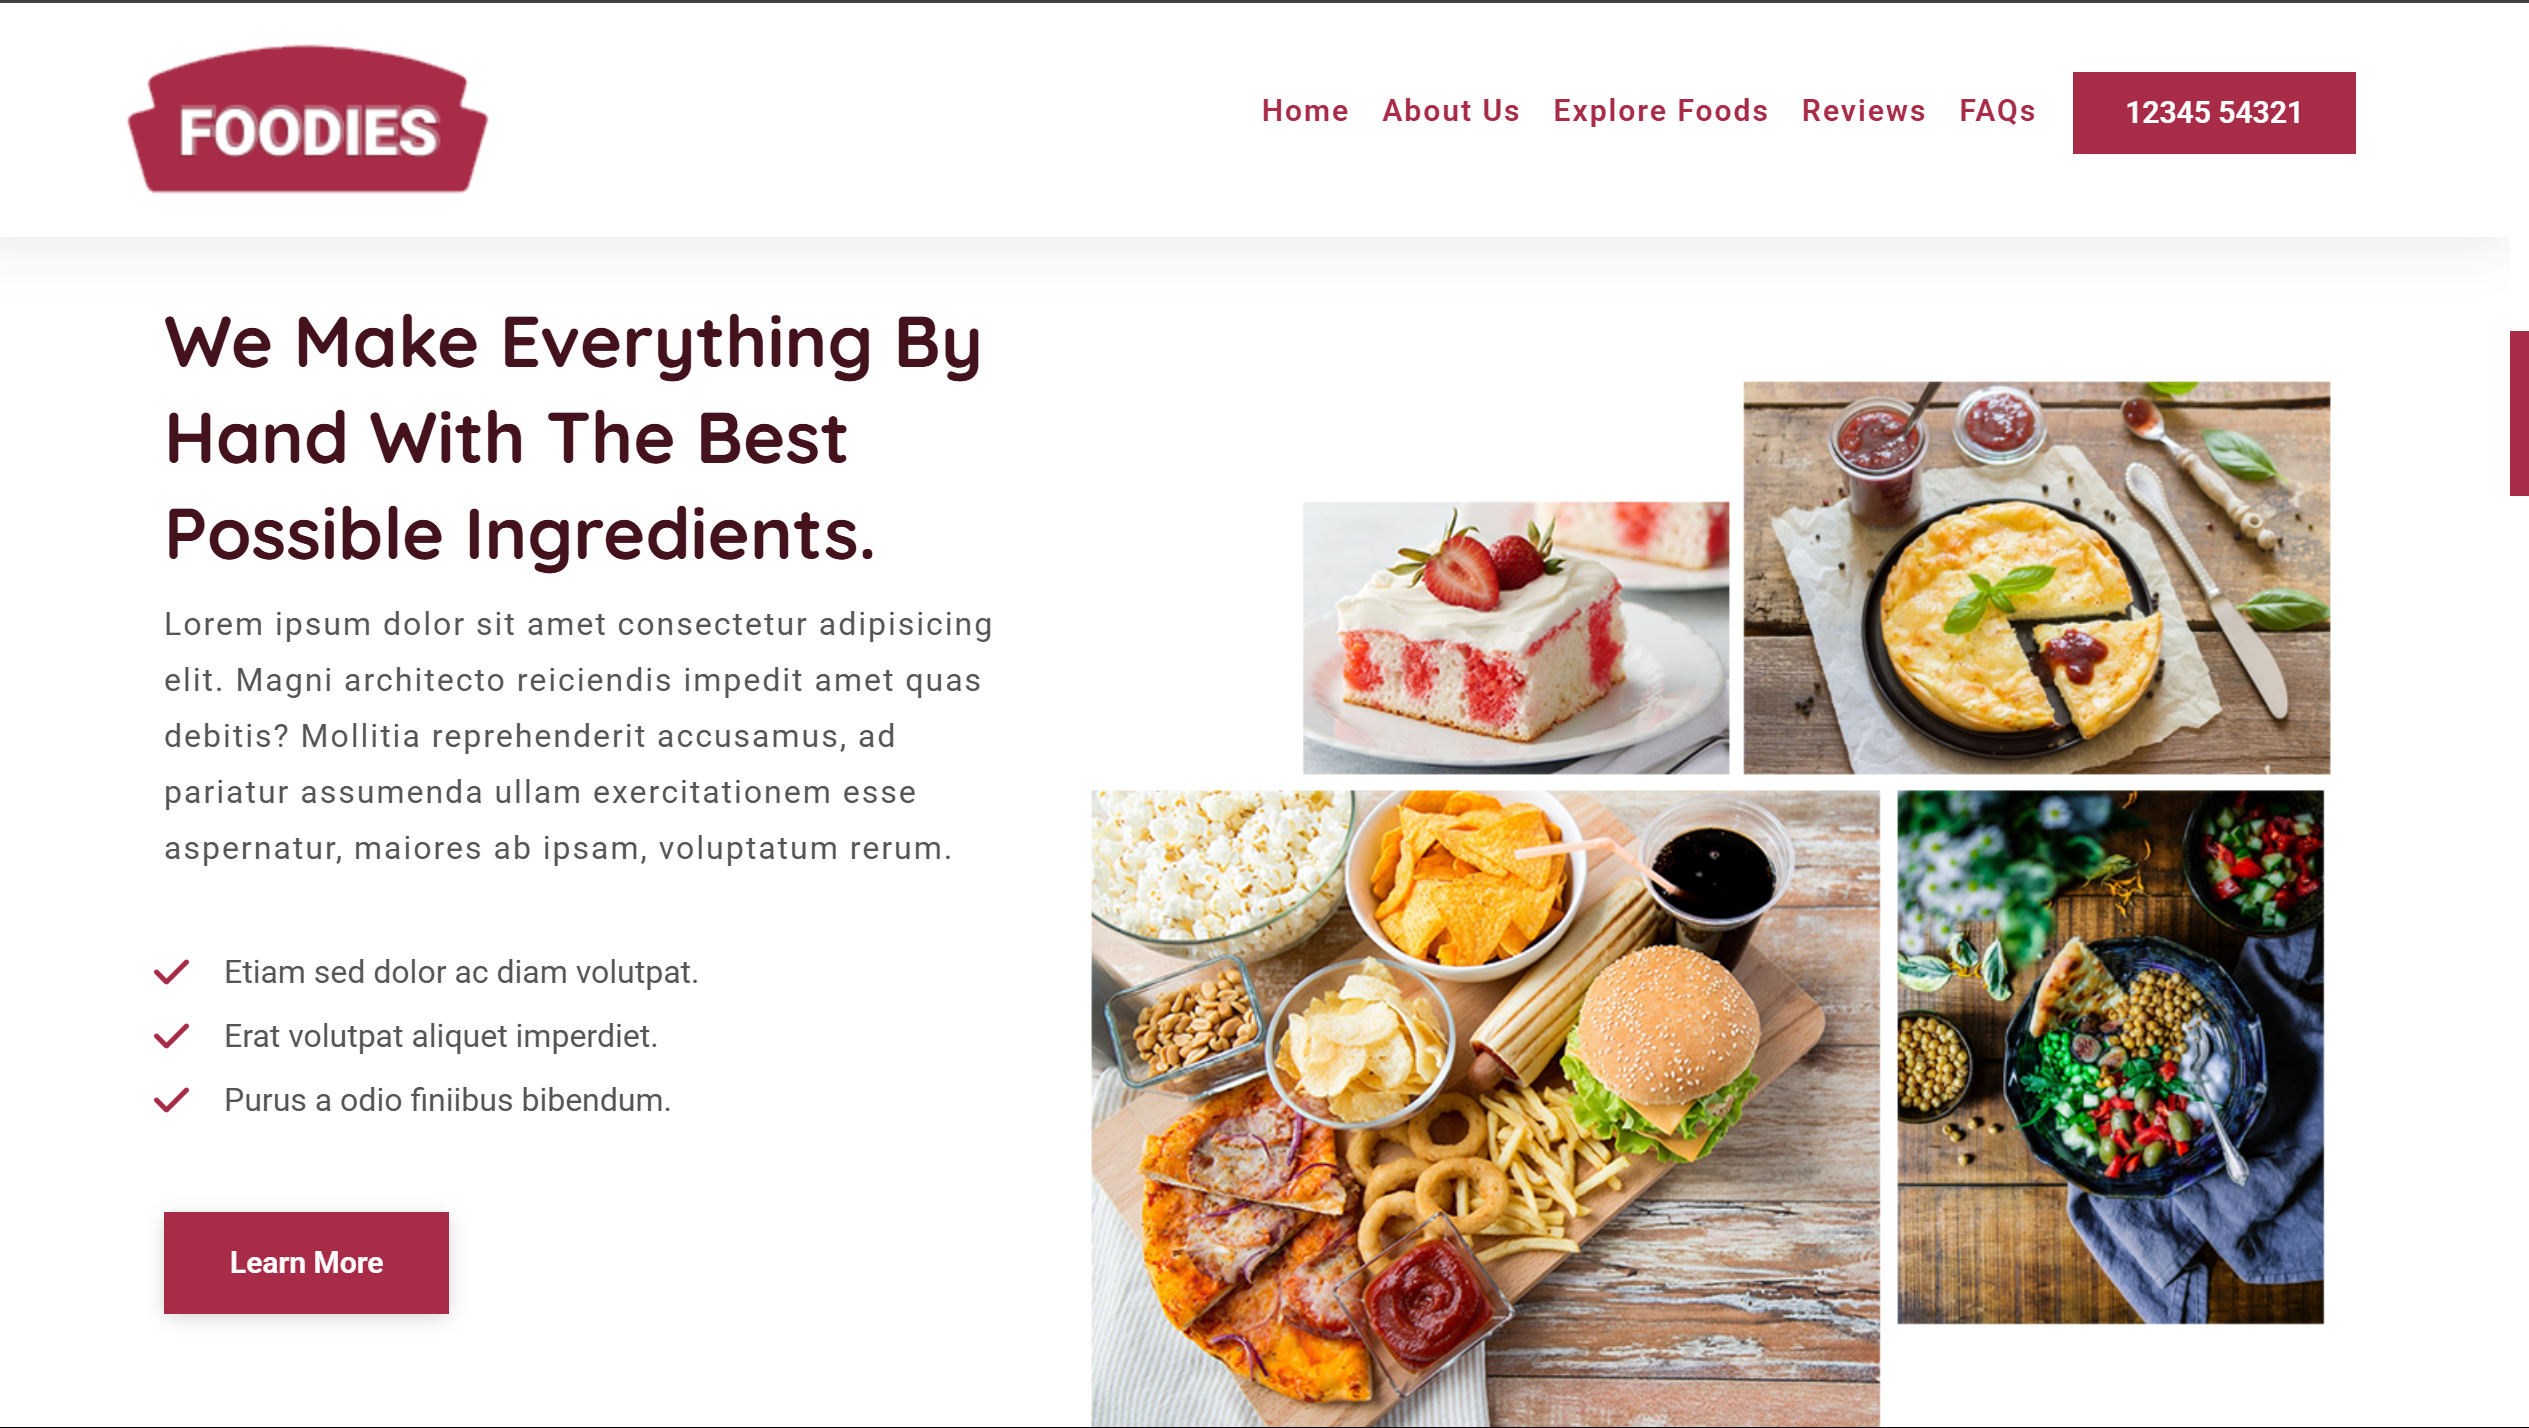 FOODIES
Home About Us Explore Foods Reviews FAQs 12345 54321
We Make Everything By
Hand With The Best
Possible Ingredients.
Lorem ipsum dolor sit amet consectetur adipisicing
elit. Magni architecto reiciendis impedit amet quas
debitis? Mollitia reprehenderit accusamus, ad
pariatur assumenda ullam exercitationem esse
aspernatur, maiores ab ipsam, voluptatum rerum.
Etiam sed dolor ac diam volutpat.
Erat volutpat aliquet imperdiet.
Purus a odio finiibus bibendum.
Learn More